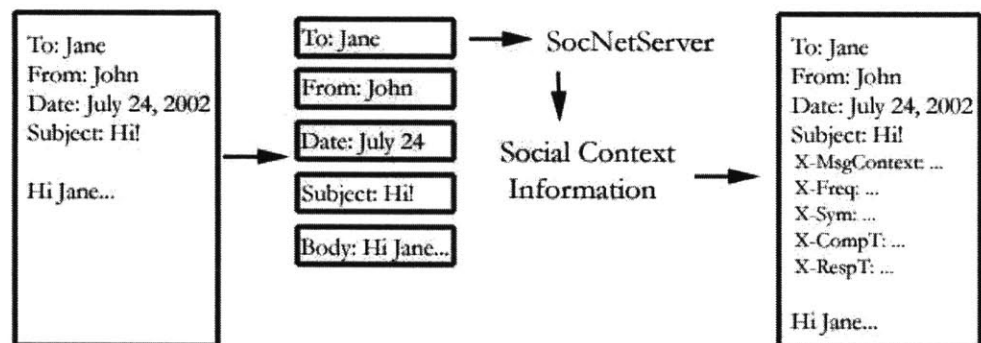 To: Jane
From: John
Date: July 24, 2002
Subject: Hi!
Hi Jane...
To: Jane
From: John
Date: July 24
Subject: Hi!
Body: Hi Jane...
SocNetServer
Social Context
Information
To: Jane
From: John
Date: July 24, 2002
Subject: Hi!
X-MsgContext: ...
X-Freq: ...
X-Sym: ...
X-CompT: ...
X-RespT: ...
Hi Jane...